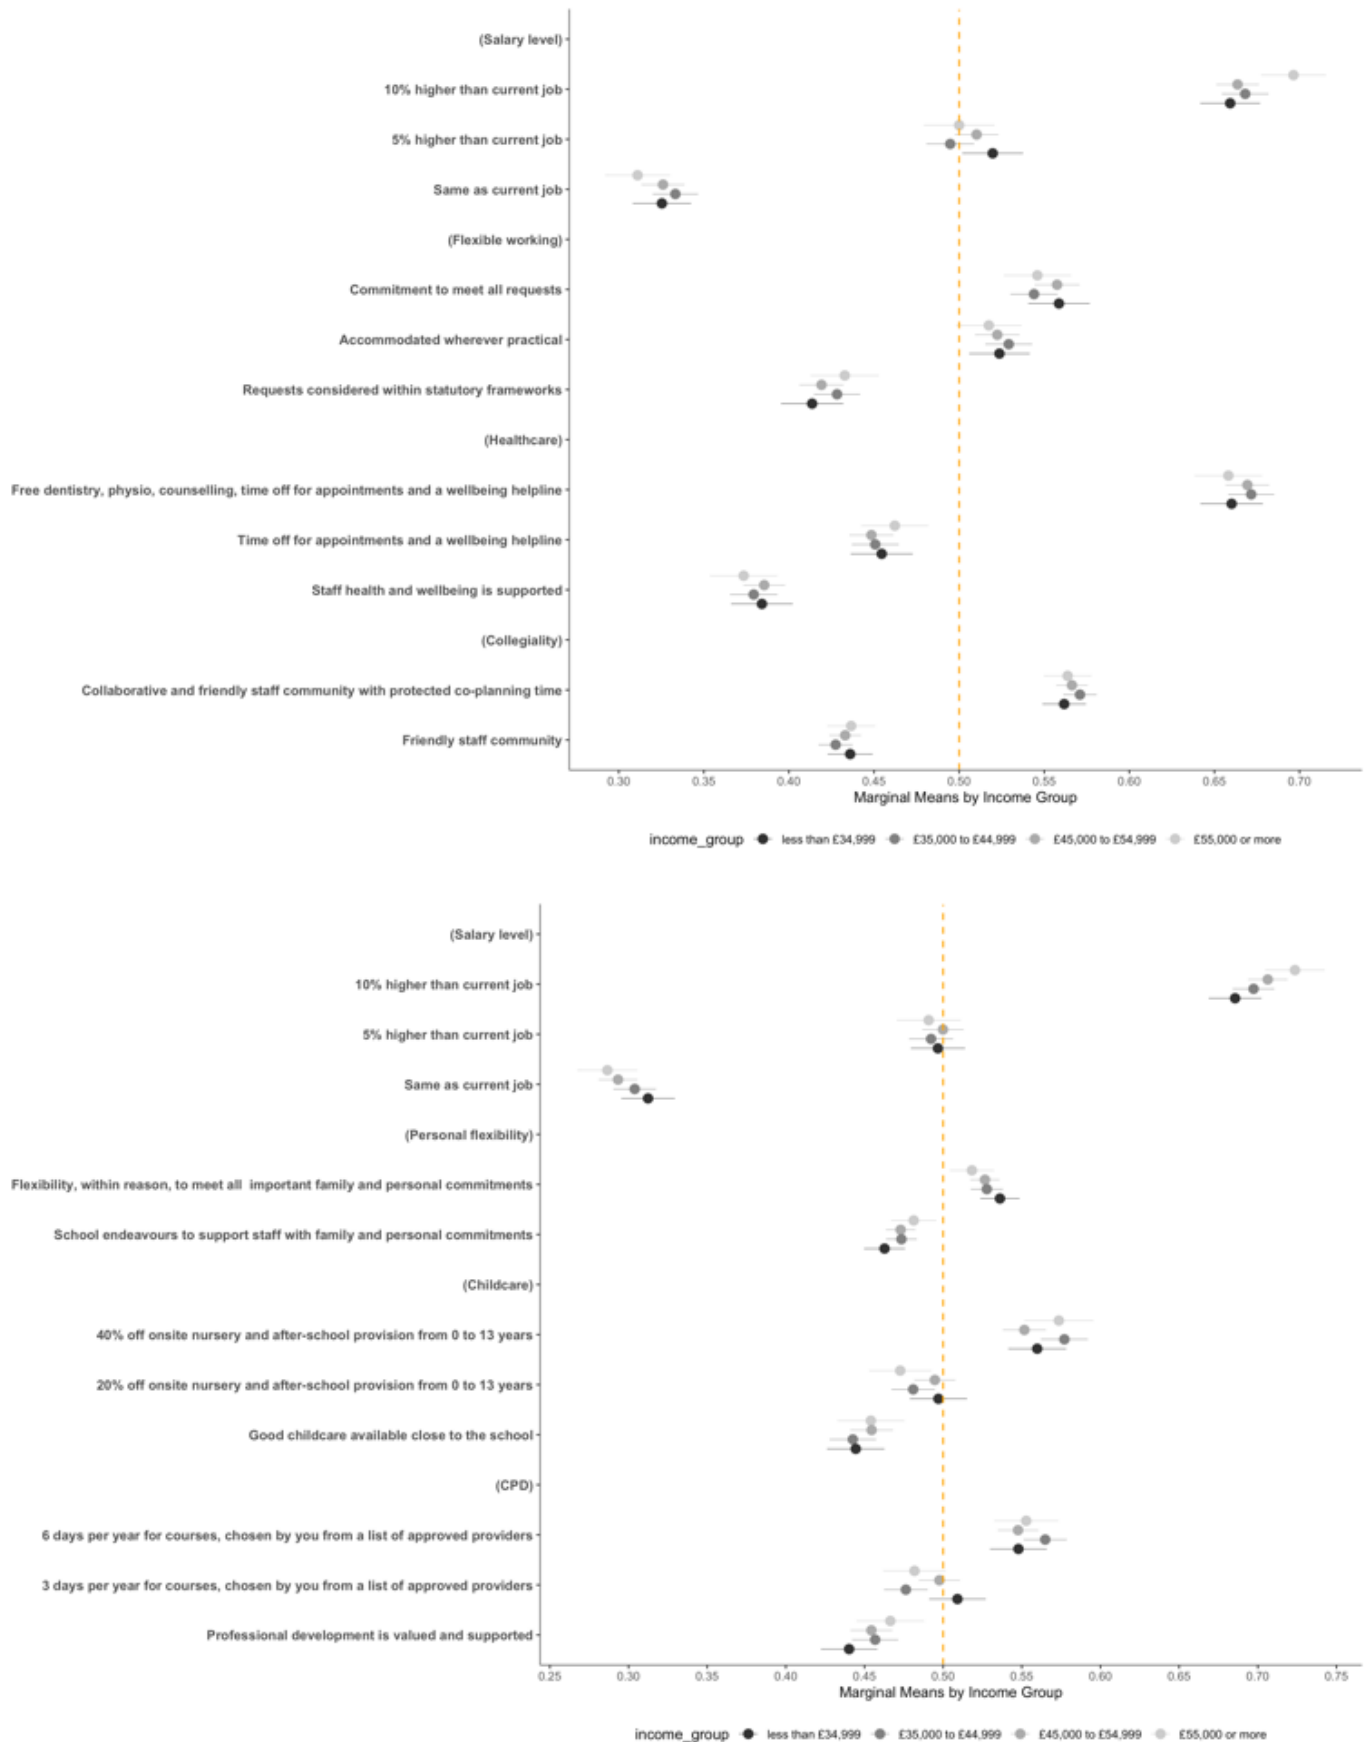 (Salary level)
10% higher than current job
5% higher than current job
Same as current job
(Flexible working)
Commitment to meet all requests
Accommodated wherever practical
Requests considered within statutory frameworks
(Healthcare)
Free dentistry, physio, counselling, time off for appointments and a wellbeing helpline
Time off for appointments and a wellbeing helpline
Staff health and wellbeing is supported
(Collegiality)
Collaborative and friendly staff community with protected co-planning time
Friendly staff community
0.30 0.35 0.40 0.45 0.50 0.55 0.60 0.65 0.70
Marginal Means by Income Group
income_group less than £34,999 £35,000 to £44,999 £45,000 to £54,999 £55,000 or more
(Salary level)
10% higher than current job
5% higher than current job
Same as current job
(Personal flexibility)
Flexibility, within reason, to meet all important family and personal commitments
School endeavours to support staff with family and personal commitments
(Childcare)
40% off onsite nursery and after-school provision from 0 to 13 years
20% off onsite nursery and after-school provision from 0 to 13 years
Good childcare available close to the school
(CPD)
6 days per year for courses, chosen by you from a list of approved providers
3 days per year for courses, chosen by you from a list of approved providers
Professional development is valued and supported
0.25 0.30 0.35 0.40 0.45 0.50 0.55 0.60 0.65 0.70 0.75
Marginal Means by Income Group
income_group less than £34,999 £35,000 to £44,999 £45,000 to £54,999 £55,000 or more